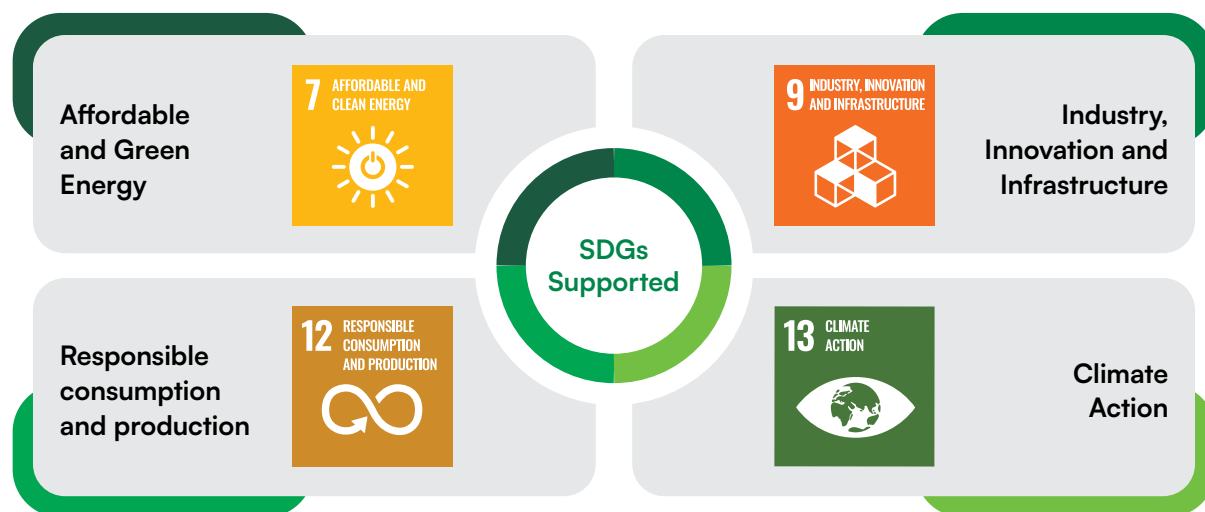 Affordable
and Green
Energy
7 AFFORDABLE AND
CLEAN ENERGY
9 INDUSTRY, INNOVATION
AND INFRASTRUCTURE
Industry,
Innovation and
Infrastructure
SDGs
Supported
Responsible
consumption
and production
12 RESPONSIBLE
CONSUMPTION
AND PRODUCTION
13 CLIMATE
ACTION
Climate
Action